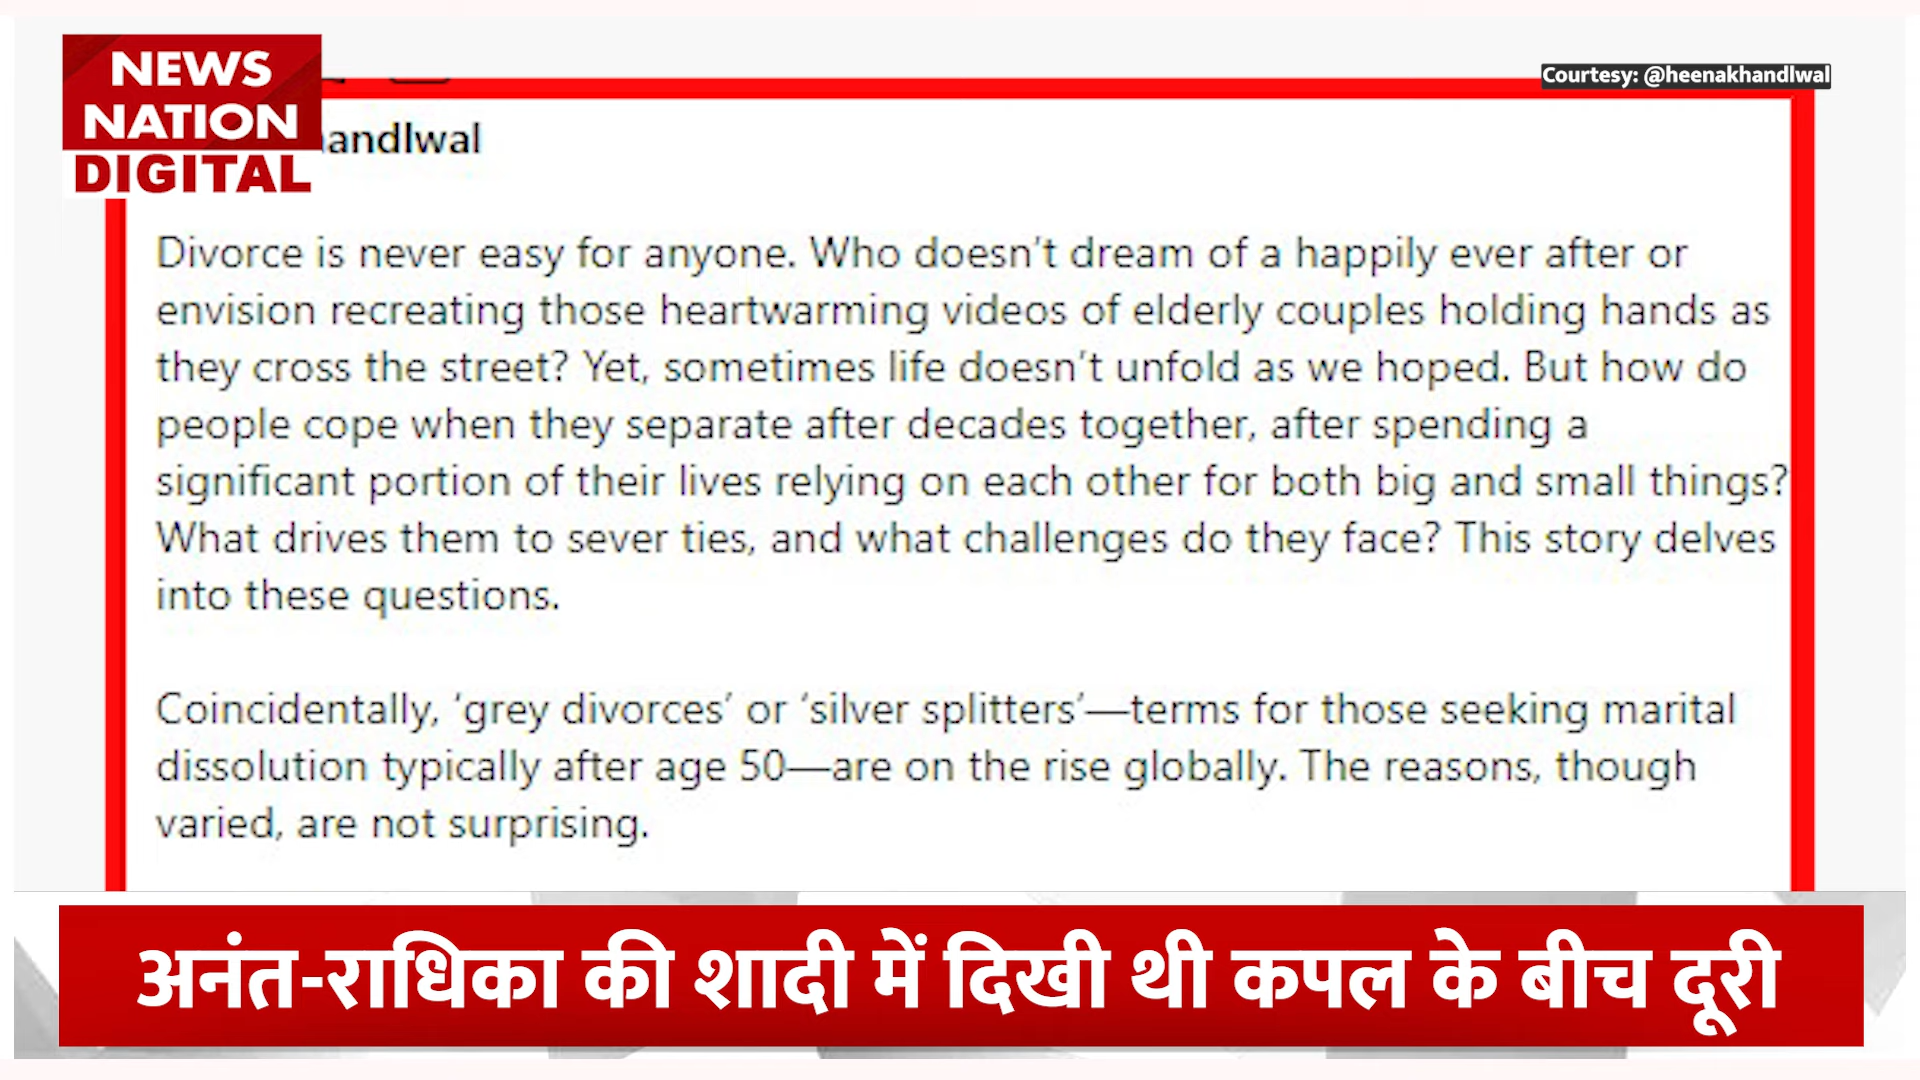 NEWS
NATION
DIGITAL
Courtesy: @heenakhandlwal
andlwal
Divorce is never easy for anyone. Who doesn't dream of a happily ever after or
envision recreating those heartwarming videos of elderly couples holding hands as
they cross the street? Yet, sometimes life doesn't unfold as we hoped. But how do
people cope when they separate after decades together, after spending a
significant portion of their lives relying on each other for both big and small things?
What drives them to sever ties, and what challenges do they face? This story delves
into these questions.
Coincidentally, 'grey divorces' or 'silver splitters'—terms for those seeking marital
dissolution typically after age 50—are on the rise globally. The reasons, though
varied, are not surprising.
अनंत-राधिका की शादी में दिखी थी कपल के बीच दूरी